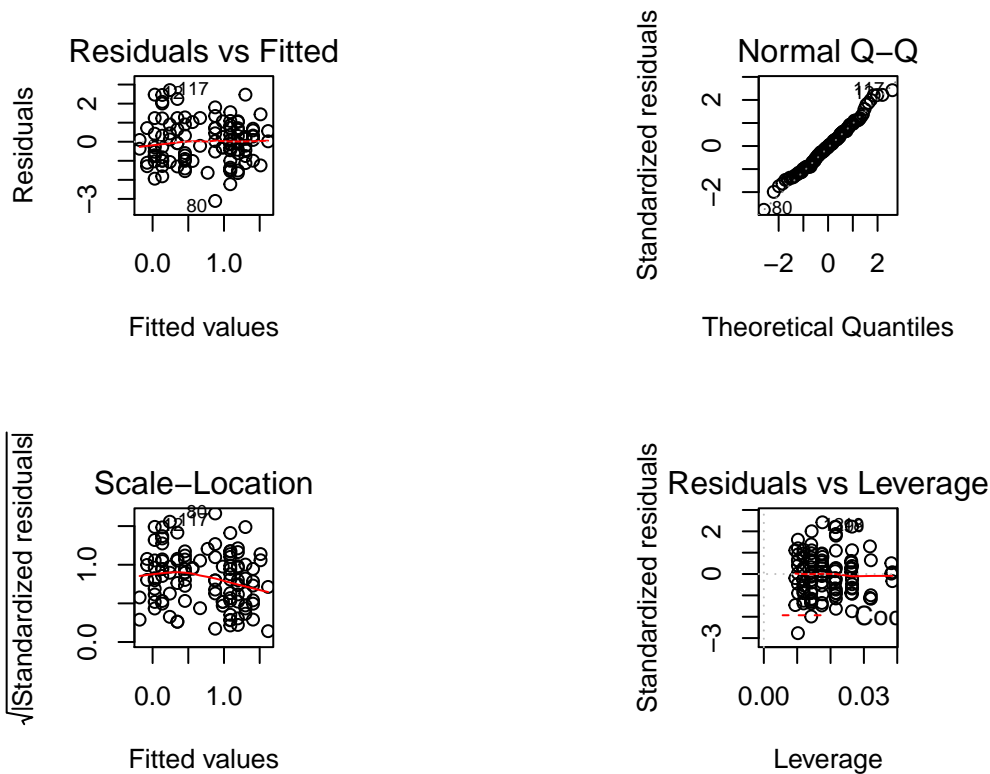 Residuals vs Fitted
Residuals
2
0
−3
117
80
0.0 1.0
Fitted values
Normal Q−Q
Standardized residuals
2
0
−2
117
80
−2 0 2
Theoretical Quantiles
Scale−Location
√|Standardized residuals|
1.0
0.0
80
117
0.0 1.0
Fitted values
Residuals vs Leverage
Standardized residuals
2
0
−3
Coo
0.00 0.03
Leverage